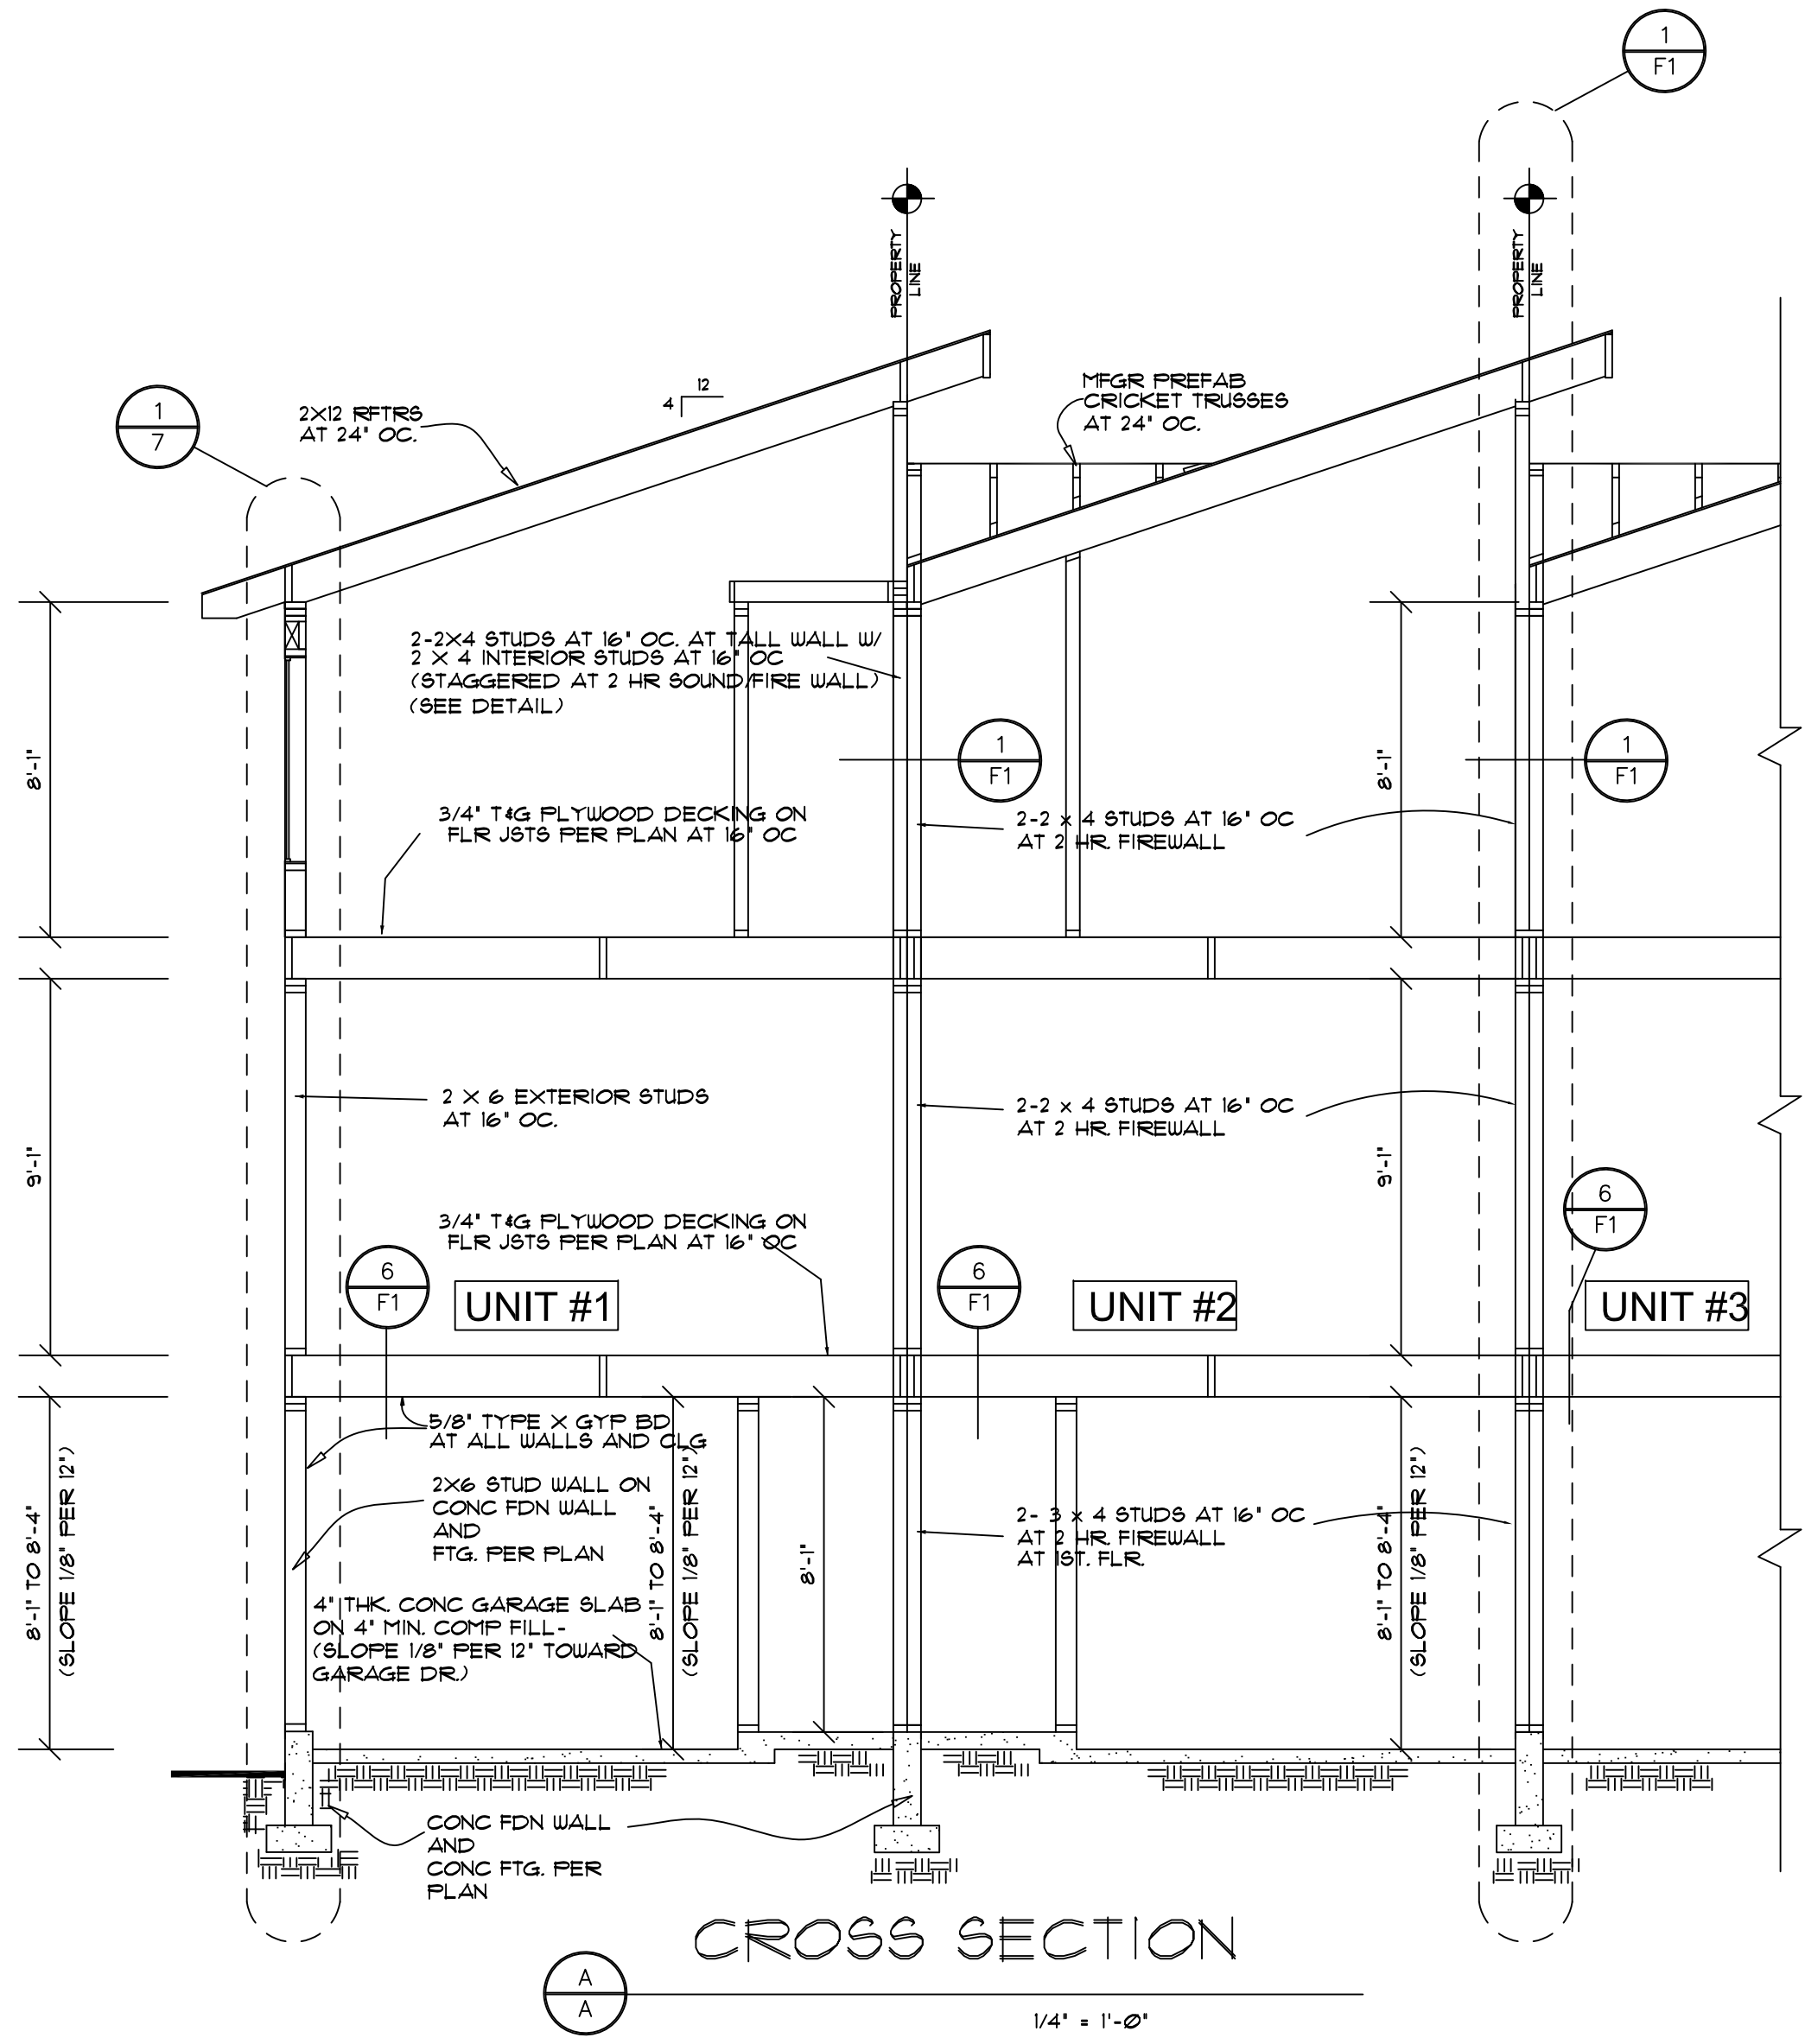 1
F1
PROPERTY
LINE
PROPERTY
LINE
1
7
2X12 RFTRS
AT 24" OC.
12
4
MFGR PREFAB
CRICKET TRUSSES
AT 24" OC.
2-2X4 STUDS AT 16" OC. AT TALL WALL W/
2 X 4 INTERIOR STUDS AT 16" OC
(STAGGERED AT 2 HR SOUND/FIRE WALL)
(SEE DETAIL)
8'-1"
1
F1
8'-1"
1
F1
3/4" T&G PLYWOOD DECKING ON
FLR JSTS PER PLAN AT 16" OC
2-2 x 4 STUDS AT 16" OC
AT 2 HR. FIREWALL
2 X 6 EXTERIOR STUDS
AT 16" OC.
2-2 x 4 STUDS AT 16" OC
AT 2 HR. FIREWALL
9'-1"
9'-1"
6
F1
3/4" T&G PLYWOOD DECKING ON
FLR JSTS PER PLAN AT 16" OC
6
F1
UNIT #1
6
F1
UNIT #2
UNIT #3
5/8" TYPE X GYP BD
AT ALL WALLS AND CLG
2X6 STUD WALL ON
CONC FDN WALL
AND
FTG. PER PLAN
8'-1" TO 8'-4"
(SLOPE 1/8" PER 12")
8'-1" TO 8'-4"
(SLOPE 1/8" PER 12")
8'-1"
2- 3 x 4 STUDS AT 16" OC
AT 2 HR. FIREWALL
AT 1ST. FLR.
8'-1" TO 8'-4"
(SLOPE 1/8" PER 12")
4" THK. CONC GARAGE SLAB
ON 4" MIN. COMP FILL-
(SLOPE 1/8" PER 12" TOWARD
GARAGE DR.)
CONC FDN WALL
AND
CONC FTG. PER
PLAN
CROSS SECTION
A
A
1/4" = 1'-0"